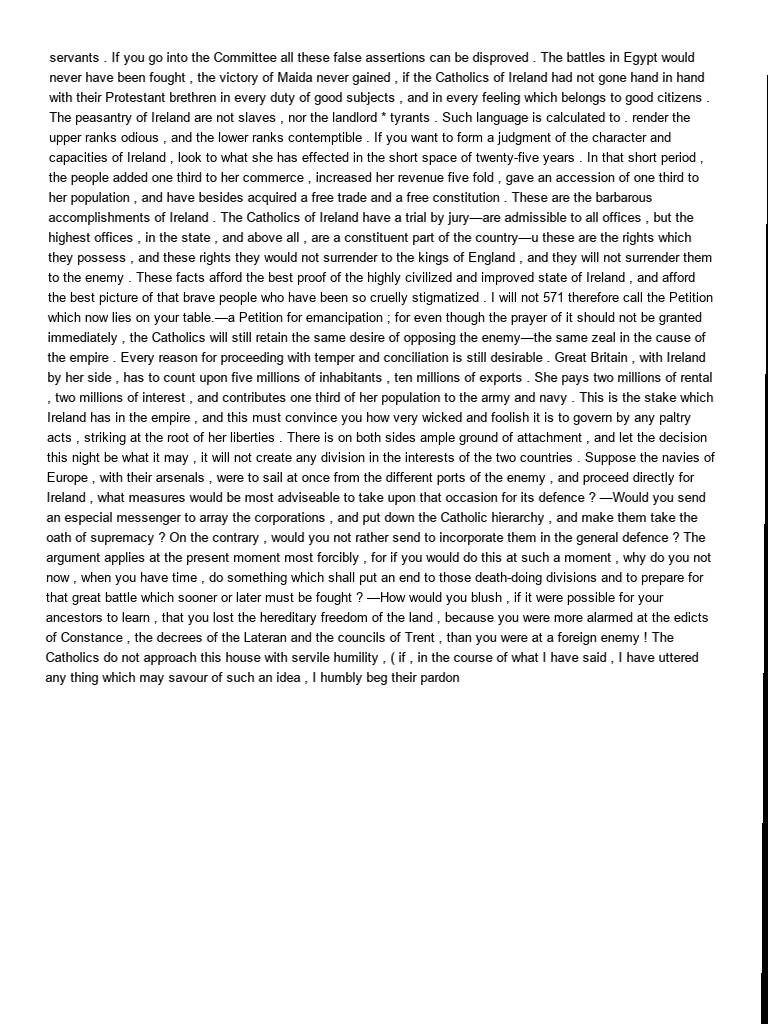 servants . If you go into the Committee all these false assertions can be disproved . The battles in Egypt would
never have been fought , the victory of Maida never gained , if the Catholics of Ireland had not gone hand in hand
with their Protestant brethren in every duty of good subjects , and in every feeling which belongs to good citizens .
The peasantry of Ireland are not slaves , nor the landlord * tyrants . Such language is calculated to . render the
upper ranks odious , and the lower ranks contemptible . If you want to form a judgment of the character and
capacities of Ireland , look to what she has effected in the short space of twenty-five years . In that short period ,
the people added one third to her commerce , increased her revenue five fold , gave an accession of one third to
her population , and have besides acquired a free trade and a free constitution . These are the barbarous
accomplishments of Ireland . The Catholics of Ireland have a trial by jury—are admissible to all offices , but the
highest offices , in the state , and above all , are a constituent part of the country—u these are the rights which
they possess , and these rights they would not surrender to the kings of England , and they will not surrender them
to the enemy . These facts afford the best proof of the highly civilized and improved state of Ireland , and afford
the best picture of that brave people who have been so cruelly stigmatized . I will not 571 therefore call the Petition
which now lies on your table.—a Petition for emancipation ; for even though the prayer of it should not be granted
immediately , the Catholics will still retain the same desire of opposing the enemy—the same zeal in the cause of
the empire . Every reason for proceeding with temper and conciliation is still desirable . Great Britain , with Ireland
by her side , has to count upon five millions of inhabitants , ten millions of exports . She pays two millions of rental
, two millions of interest , and contributes one third of her population to the army and navy . This is the stake which
Ireland has in the empire , and this must convince you how very wicked and foolish it is to govern by any paltry
acts , striking at the root of her liberties . There is on both sides ample ground of attachment , and let the decision
this night be what it may , it will not create any division in the interests of the two countries . Suppose the navies of
Europe , with their arsenals , were to sail at once from the different ports of the enemy , and proceed directly for
Ireland , what measures would be most adviseable to take upon that occasion for its defence ? —Would you send
an especial messenger to array the corporations , and put down the Catholic hierarchy , and make them take the
oath of supremacy ? On the contrary , would you not rather send to incorporate them in the general defence ? The
argument applies at the present moment most forcibly , for if you would do this at such a moment , why do you not
now , when you have time , do something which shall put an end to those death-doing divisions and to prepare for
that great battle which sooner or later must be fought ? —How would you blush , if it were possible for your
ancestors to learn , that you lost the hereditary freedom of the land , because you were more alarmed at the edicts
of Constance , the decrees of the Lateran and the councils of Trent , than you were at a foreign enemy ! The
Catholics do not approach this house with servile humility , ( if , in the course of what I have said , I have uttered
any thing which may savour of such an idea , I humbly beg their pardon